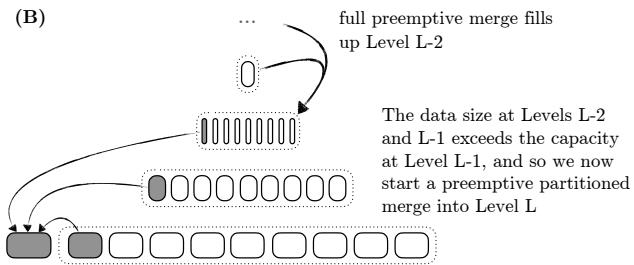 (B)
...
full preemptive merge fills
up Level L-2
The data size at Levels L-2
and L-1 exceeds the capacity
at Level L-1, and so we now
start a preemptive partitioned
merge into Level L